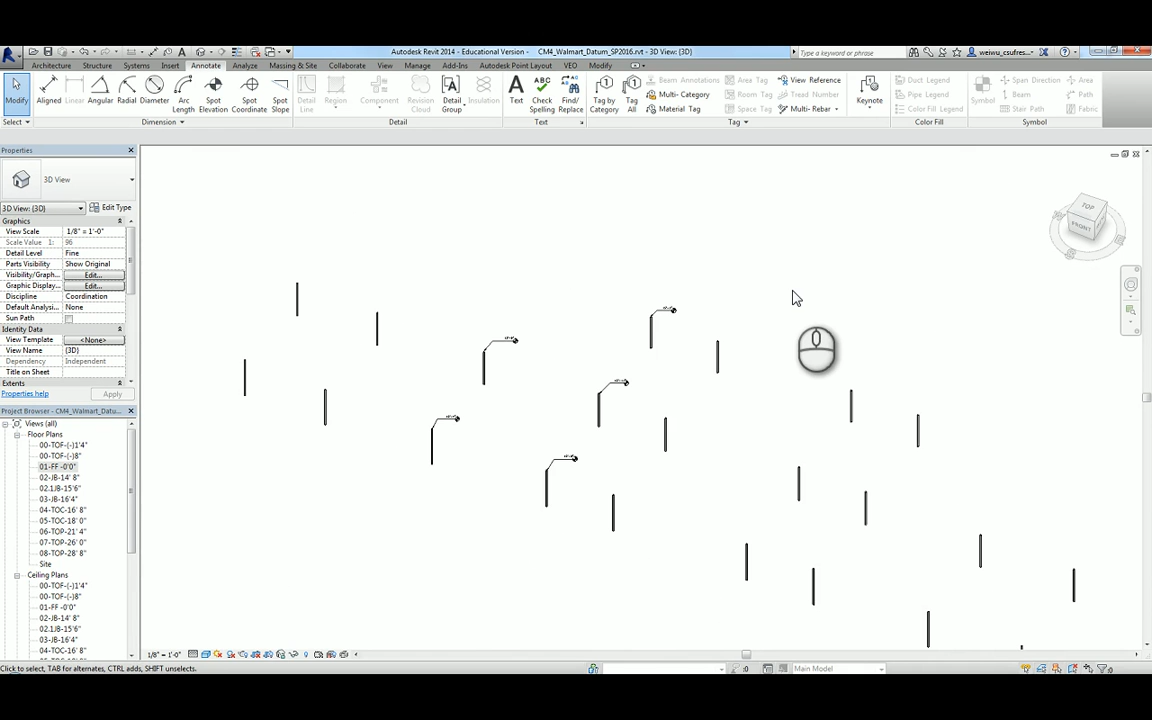 Autodesk Revit 2014 - Educational Version - CM4_Walmart_Datum_SP2016.rvt - 3D View: {3D}
Type a keyword or phrase
weiwu_csufres...
Architecture Structure Systems Insert Annotate Analyze Massing & Site Collaborate View Manage Add-Ins Autodesk Point Layout VEO Modify
Modify
Aligned Linear Angular Radial Diameter Arc Length Spot Elevation Spot Coordinate Spot Slope
Detail Line Region Component Revision Cloud Detail Group Insulation
Text Check Spelling Find/ Replace
Tag by Category Tag All
Beam Annotations Area Tag View Reference
Multi- Category Room Tag Tread Number
Material Tag Space Tag Multi- Rebar
Keynote
Duct Legend
Pipe Legend
Color Fill Legend
Symbol
Span Direction Area
Beam Path
Stair Path Fabric
Select Dimension Detail Text Tag Color Fill Symbol
Properties
3D View
3D View: {3D} Edit Type
Graphics
View Scale 1/8" = 1'-0"
Scale Value 1: 96
Detail Level Fine
Parts Visibility Show Original
Visibility/Graph... Edit...
Graphic Display... Edit...
Discipline Coordination
Default Analysi... None
Sun Path
Identity Data
View Template <None>
View Name {3D}
Dependency Independent
Title on Sheet
Extents
Properties help Apply
Project Browser - CM4_Walmart_Datu...
Views (all)
Floor Plans
00-TOF-(-)1'4"
00-TOF-(-)8"
01-FF -0'0"
02-JB-14' 8"
02.1JB-15'6"
03-JB-16'4"
04-TOC-16' 8"
05-TOC-18' 0"
06-TOP-21' 4"
07-TOP-26' 0"
08-TOP-28' 8"
Site
Ceiling Plans
00-TOF-(-)1'4"
00-TOF-(-)8"
01-FF -0'0"
02-JB-14' 8"
02.1JB-15'6"
03-JB-16'4"
04-TOC-16' 8"
TOP
FRONT
1/8" = 1'-0"
Click to select, TAB for alternates, CTRL adds, SHIFT unselects.
:0
Main Model
:0